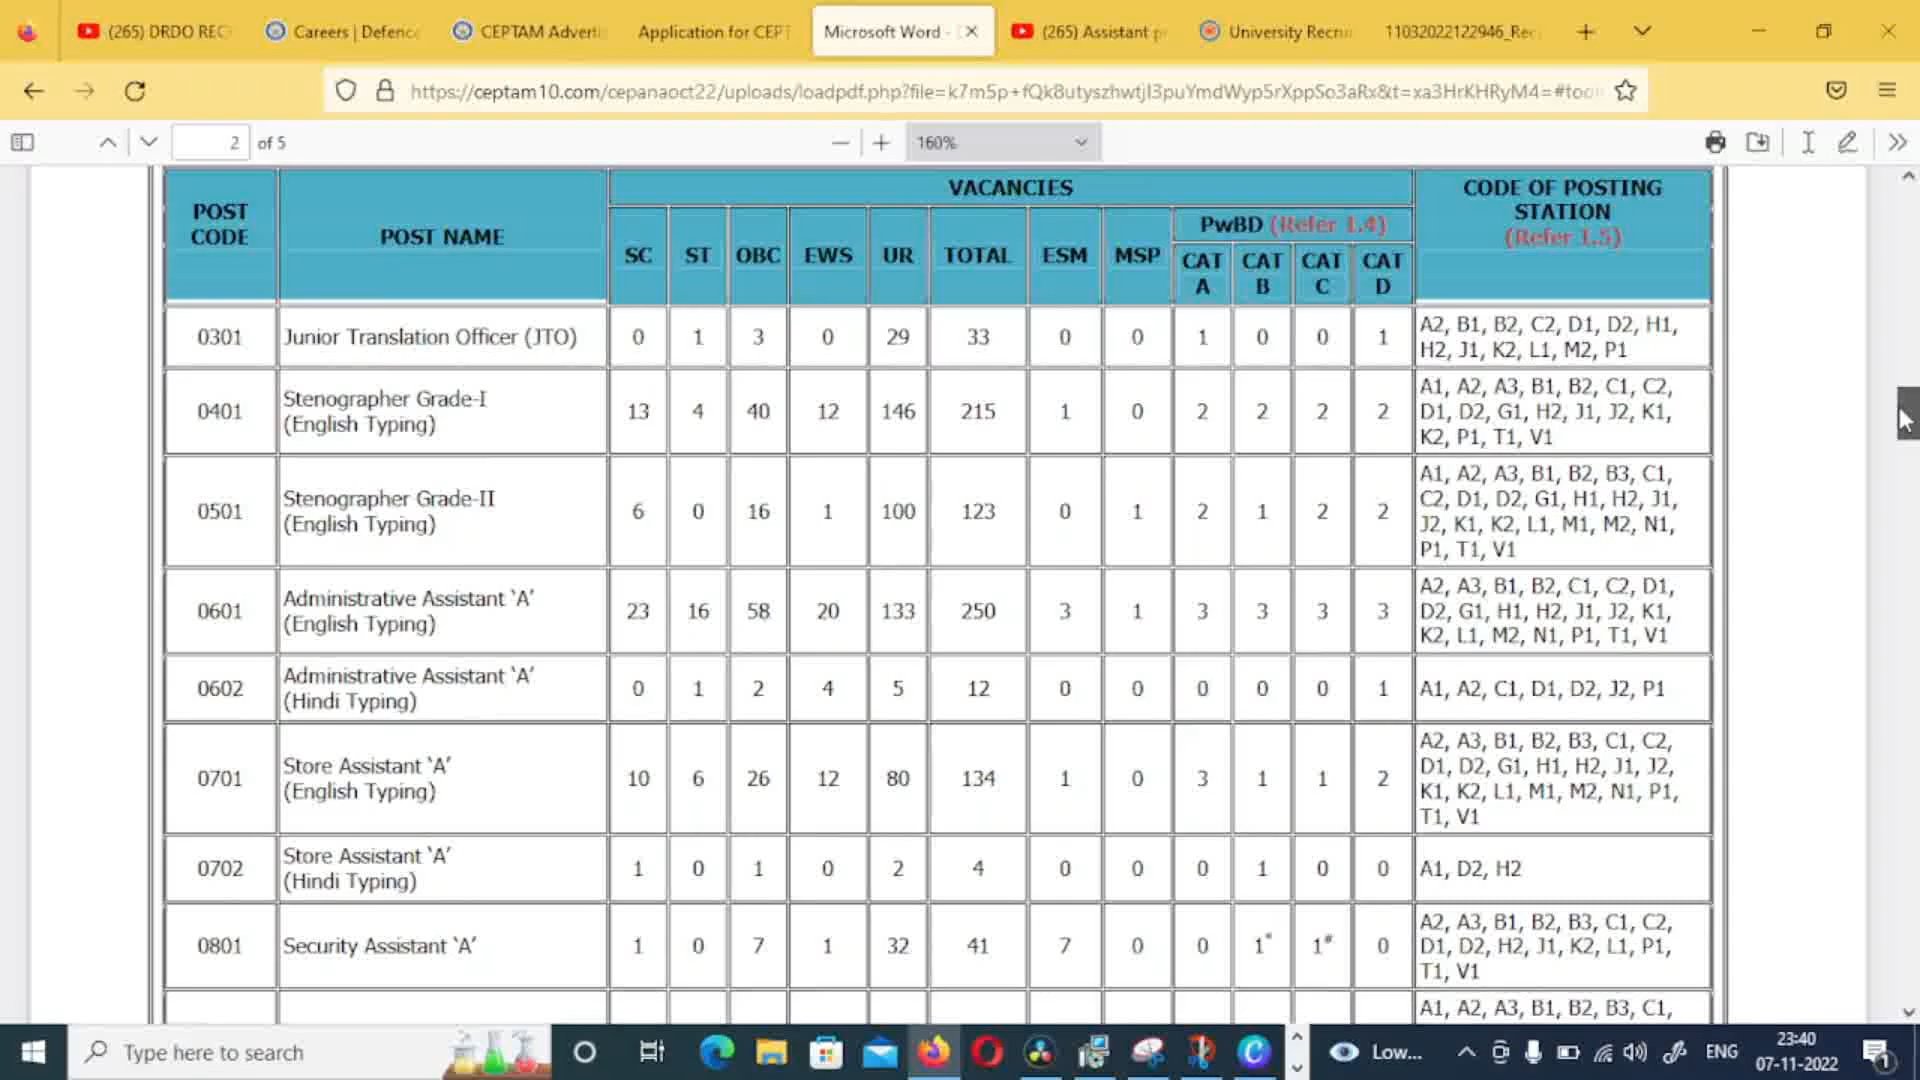 (265) DRDO REC
Careers | Defence
CEPTAM Adverti
Application for CEPT
Microsoft Word -
(265) Assistant p
University Recru
11032022122946_Rec
https://ceptam10.com/cepanaoct22/uploads/loadpdf.php?file=k7m5p+fQk8utyszhwtjI3puYmdWyp5rXppSo3aRx&t=xa3HrKHRyM4=#too
2 of 5
160%
POST CODE POST NAME VACANCIES CODE OF POSTING STATION (Refer 1.5)
SC ST OBC EWS UR TOTAL ESM MSP PwBD (Refer 1.4)
CAT A CAT B CAT C CAT D
0301 Junior Translation Officer (JTO) 0 1 3 0 29 33 0 0 1 0 0 1 A2, B1, B2, C2, D1, D2, H1,
H2, J1, K2, L1, M2, P1
0401 Stenographer Grade-I
(English Typing) 13 4 40 12 146 215 1 0 2 2 2 2 A1, A2, A3, B1, B2, C1, C2,
D1, D2, G1, H2, J1, J2, K1,
K2, P1, T1, V1
0501 Stenographer Grade-II
(English Typing) 6 0 16 1 100 123 0 1 2 1 2 2 A1, A2, A3, B1, B2, B3, C1,
C2, D1, D2, G1, H1, H2, J1,
J2, K1, K2, L1, M1, M2, N1,
P1, T1, V1
0601 Administrative Assistant ‘A’
(English Typing) 23 16 58 20 133 250 3 1 3 3 3 3 A2, A3, B1, B2, C1, C2, D1,
D2, G1, H1, H2, J1, J2, K1,
K2, L1, M2, N1, P1, T1, V1
0602 Administrative Assistant ‘A’
(Hindi Typing) 0 1 2 4 5 12 0 0 0 0 0 1 A1, A2, C1, D1, D2, J2, P1
0701 Store Assistant ‘A’
(English Typing) 10 6 26 12 80 134 1 0 3 1 1 2 A2, A3, B1, B2, B3, C1, C2,
D1, D2, G1, H1, H2, J1, J2,
K1, K2, L1, M1, M2, N1, P1,
T1, V1
0702 Store Assistant ‘A’
(Hindi Typing) 1 0 1 0 2 4 0 0 0 1 0 0 A1, D2, H2
0801 Security Assistant ‘A’ 1 0 7 1 32 41 7 0 0 1* 1# 0 A2, A3, B1, B2, B3, C1, C2,
D1, D2, H2, J1, K2, L1, P1,
T1, V1
A1, A2, A3, B1, B2, B3, C1,
Type here to search
Low...
ENG
23:40
07-11-2022
1